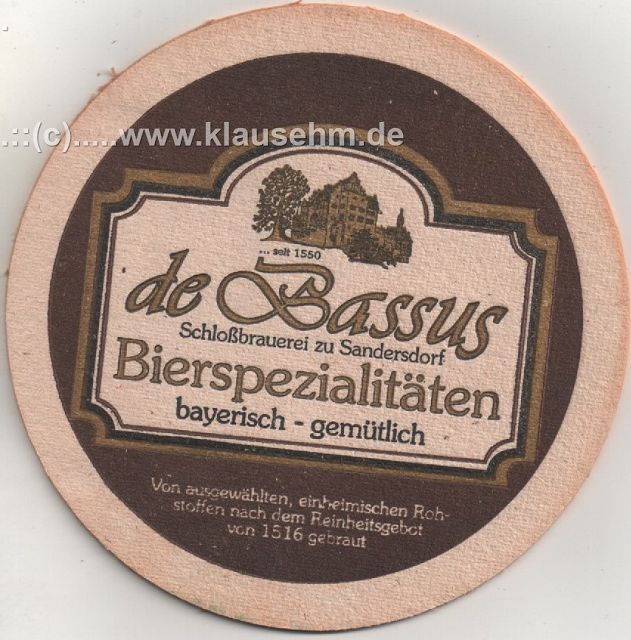 .::(c).....www.klausehm.de
... seit 1550
de Bassus
Schloßbrauerei zu Sandersdorf
Bierspezialitäten
bayerisch - gemütlich
Von ausgewählten, einheimischen Roh-
stoffen nach dem Reinheitsgebot
von 1516 gebraut